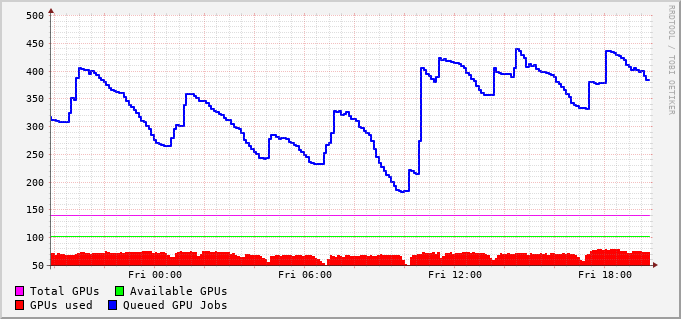 500
450
400
350
300
250
200
150
100
50
Fri 00:00 Fri 06:00 Fri 12:00 Fri 18:00
Total GPUs Available GPUs
GPUs used Queued GPU Jobs
RRDTOOL / TOBI OETIKER